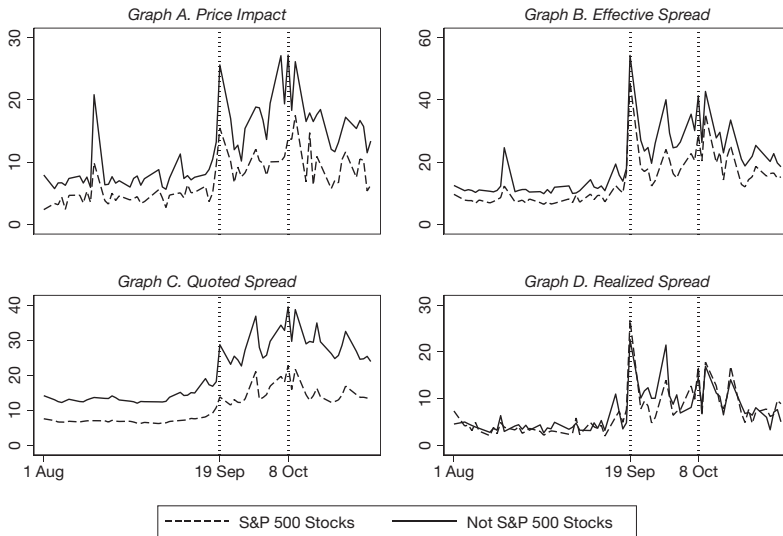 Graph A. Price Impact
30
20
10
0
Graph B. Effective Spread
60
40
20
0
Graph C. Quoted Spread
40
30
20
10
0
1 Aug
19 Sep
8 Oct
Graph D. Realized Spread
30
20
10
0
1 Aug
19 Sep
8 Oct
S&P 500 Stocks
Not S&P 500 Stocks